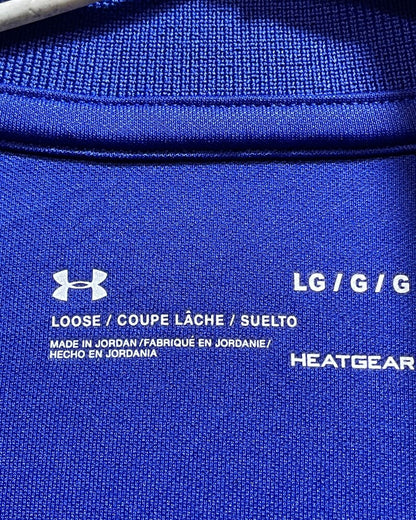 LG / G / G
LOOSE / COUPE LÂCHE / SUELTO
MADE IN JORDAN / FABRIQUÉ EN JORDANIE /
HECHO EN JORDANIA
HEATGEAR